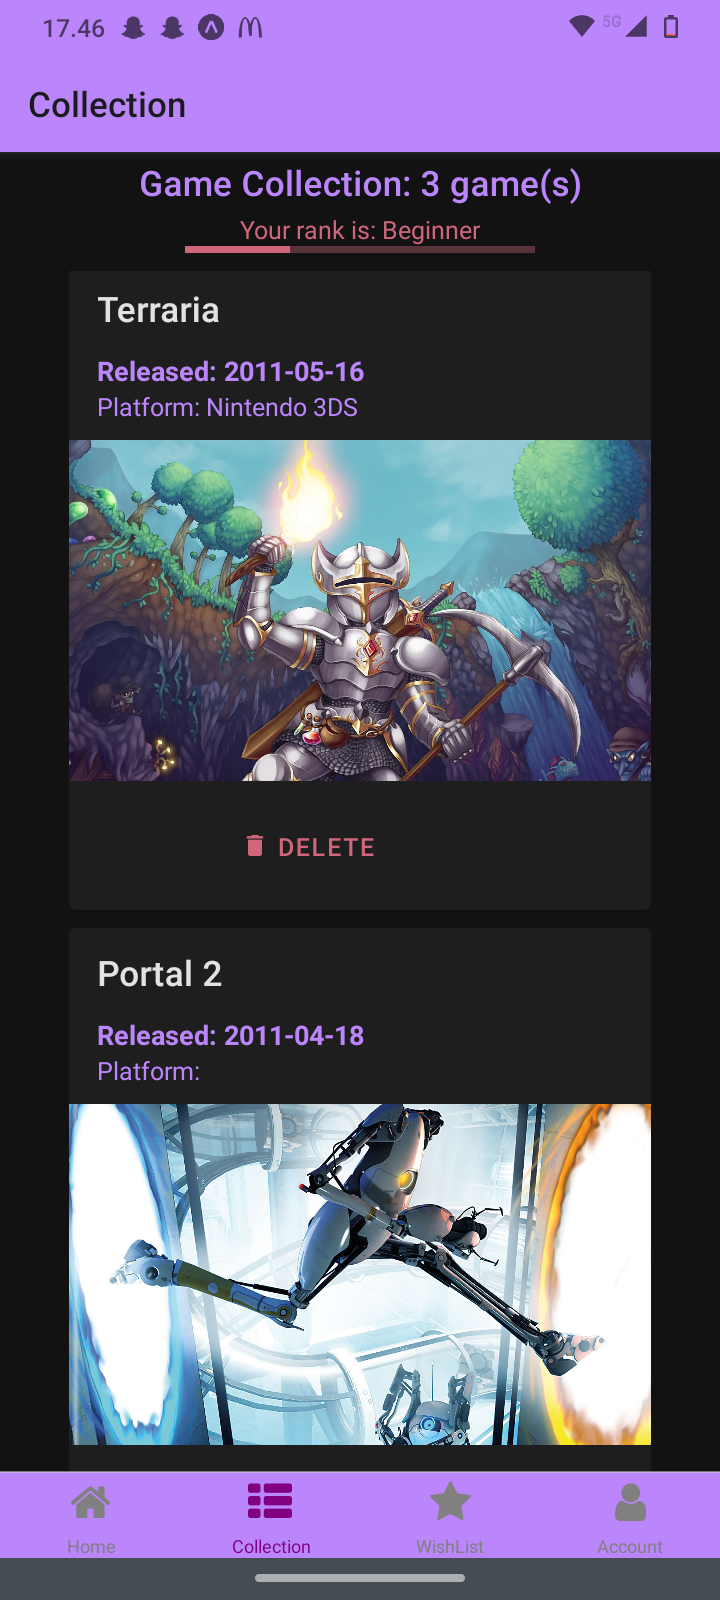 17.46
5G
Collection
Game Collection: 3 game(s)
Your rank is: Beginner
Terraria
Released: 2011-05-16
Platform: Nintendo 3DS
DELETE
Portal 2
Released: 2011-04-18
Platform:
Home Collection WishList Account